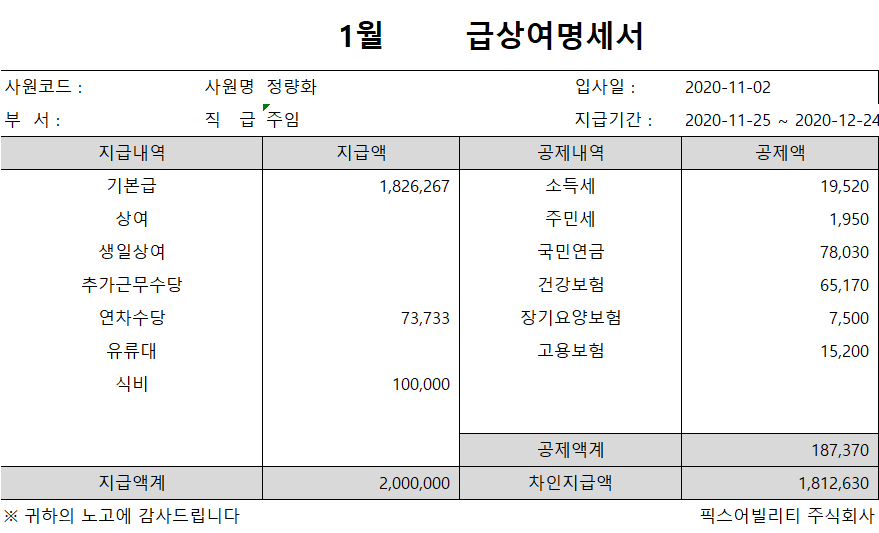 1월 급상여명세서
사원코드 : 사원명 정량화 입사일 : 2020-11-02
부 서 : 직 급 주임 지급기간 : 2020-11-25 ~ 2020-12-24
지급내역 지급액 공제내역 공제액
기본급 1,826,267 소득세 19,520
상여 주민세 1,950
생일상여 국민연금 78,030
추가근무수당 건강보험 65,170
연차수당 73,733 장기요양보험 7,500
유류대 고용보험 15,200
식비 100,000
공제액계 187,370
지급액계 2,000,000 차인지급액 1,812,630
※ 귀하의 노고에 감사드립니다 픽스어빌리티 주식회사